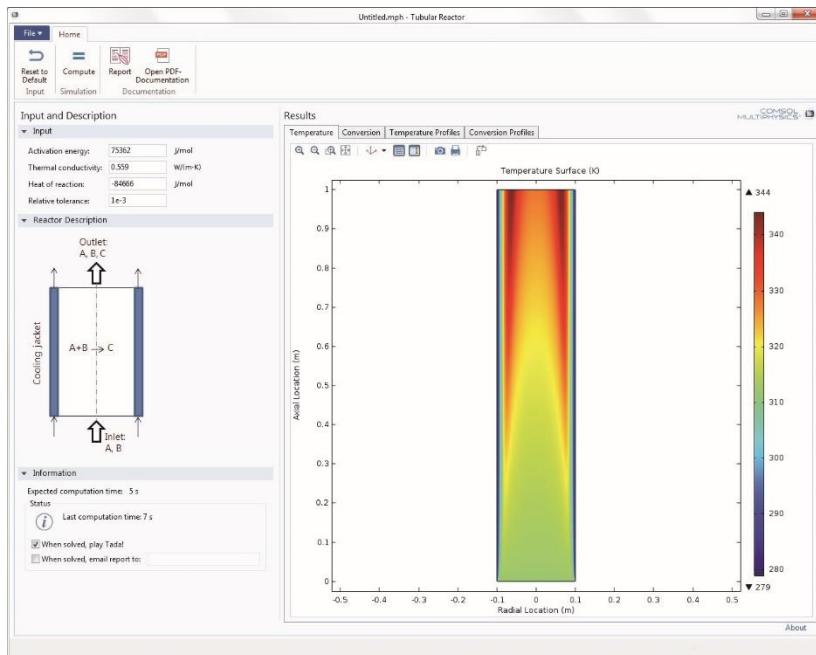 Untitled.mph - Tubular Reactor
File ▾ Home
Reset to Default
Compute
Report
Open PDF-Documentation
Input
Simulation
Documentation
Input and Description
Input
Activation energy: 75362 J/mol
Thermal conductivity: 0.559 W/(m·K)
Heat of reaction: -84666 J/mol
Relative tolerance: 1e-3
Reactor Description
Outlet:
A, B, C
Cooling jacket
A+B → C
Inlet:
A, B
Information
Expected computation time: 5 s
Status
Last computation time: 7 s
When solved, play Tada!
When solved, email report to:
Results
COMSOL
MULTIPHYSICS
Temperature Conversion Temperature Profiles Conversion Profiles
Temperature Surface (K)
1
0.9
0.8
0.7
0.6
0.5
0.4
0.3
0.2
0.1
0
Axial Location (m)
-0.5 -0.4 -0.3 -0.2 -0.1 0 0.1 0.2 0.3 0.4 0.5
Radial Location (m)
▲ 344
340
330
320
310
300
290
280
▼ 279
About